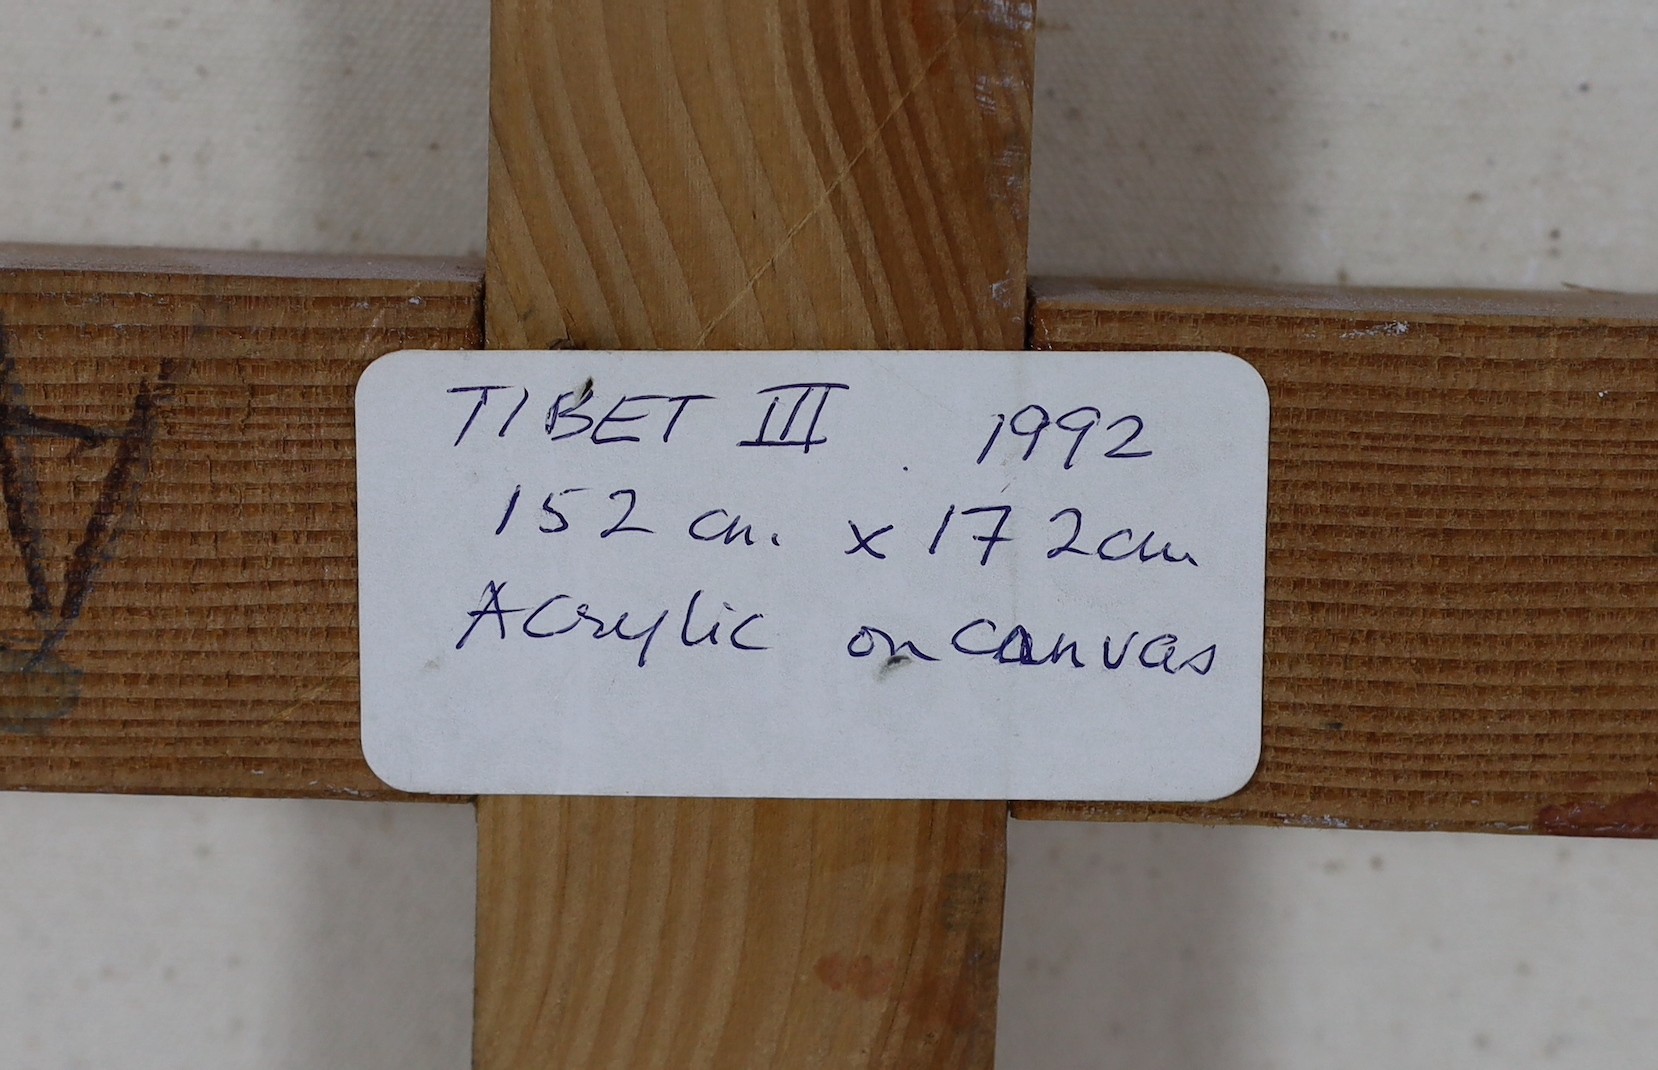 TIBET III . 1992
152 cm. x 172cm
Acrylic on canvas